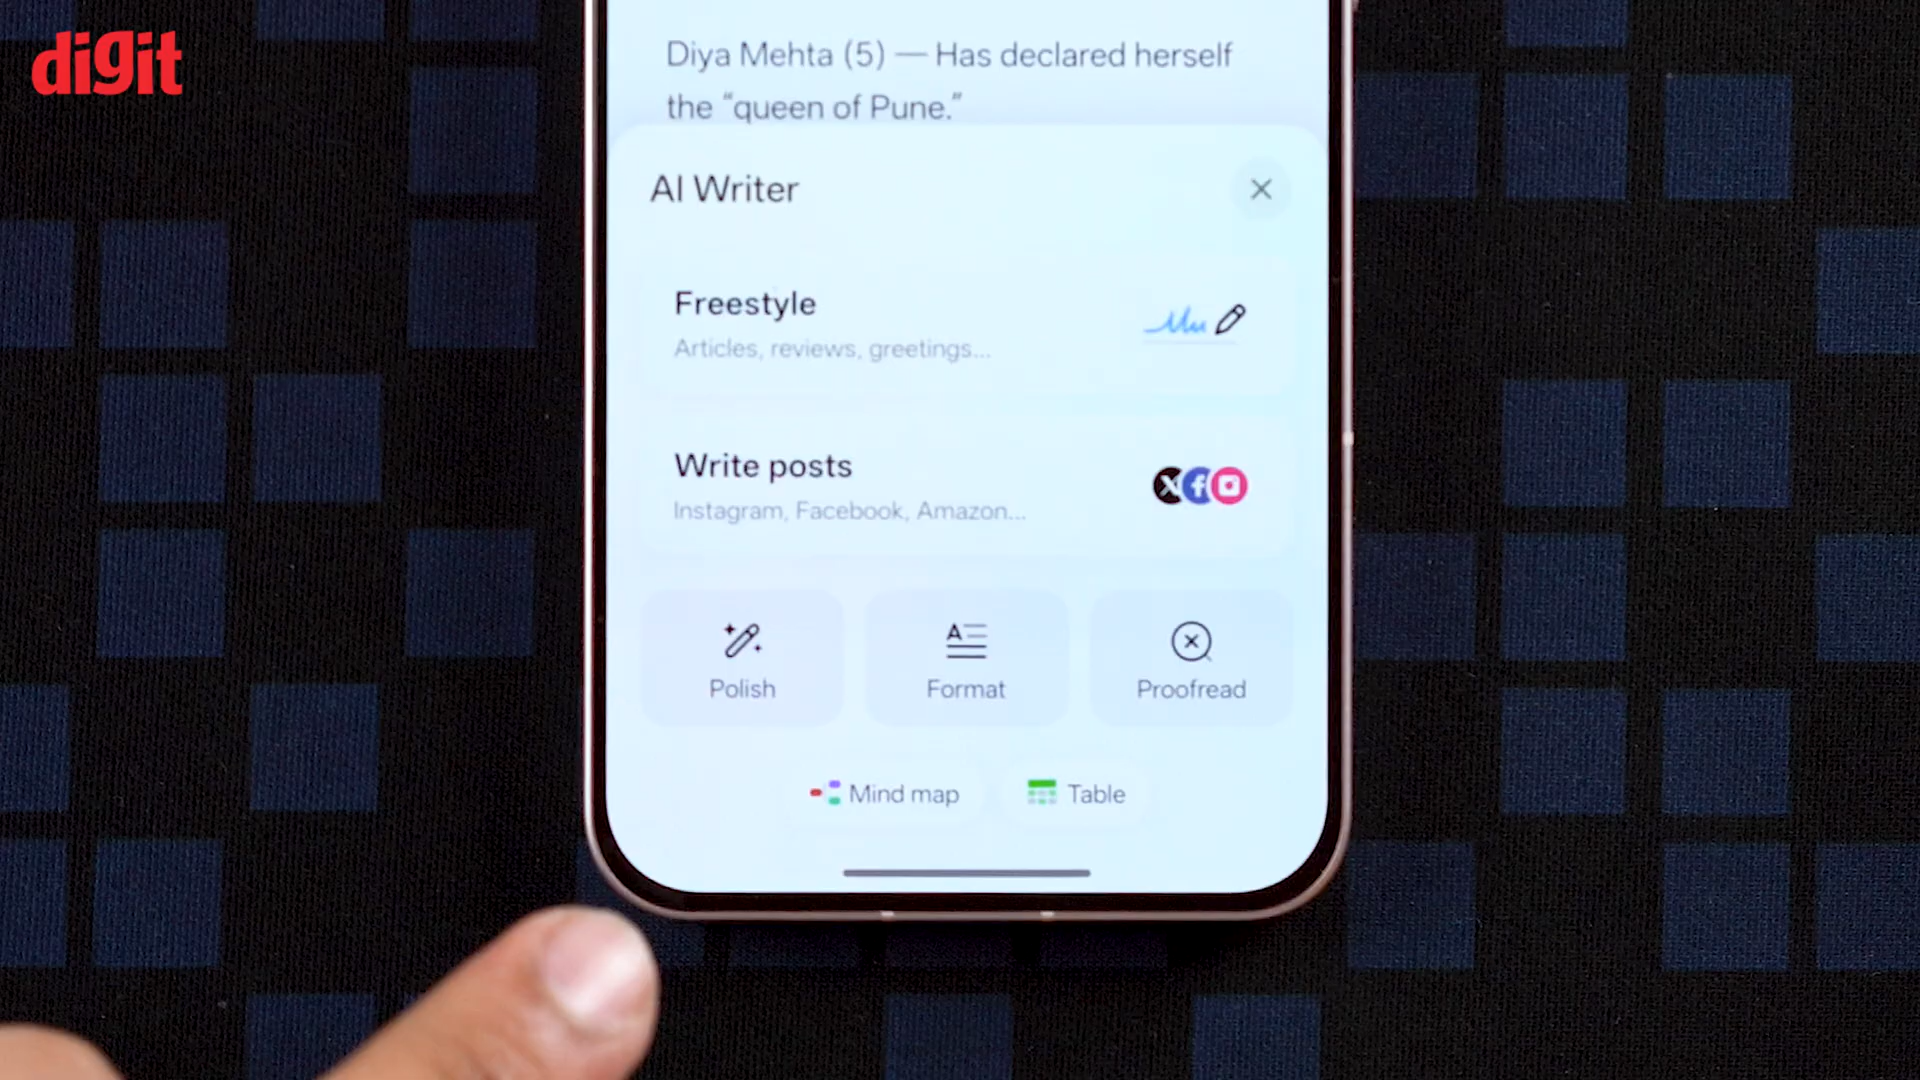 digit
Diya Mehta (5) — Has declared herself
the “queen of Pune.”
AI Writer
Freestyle
Articles, reviews, greetings...
Write posts
Instagram, Facebook, Amazon...
Polish
Format
Proofread
Mind map
Table